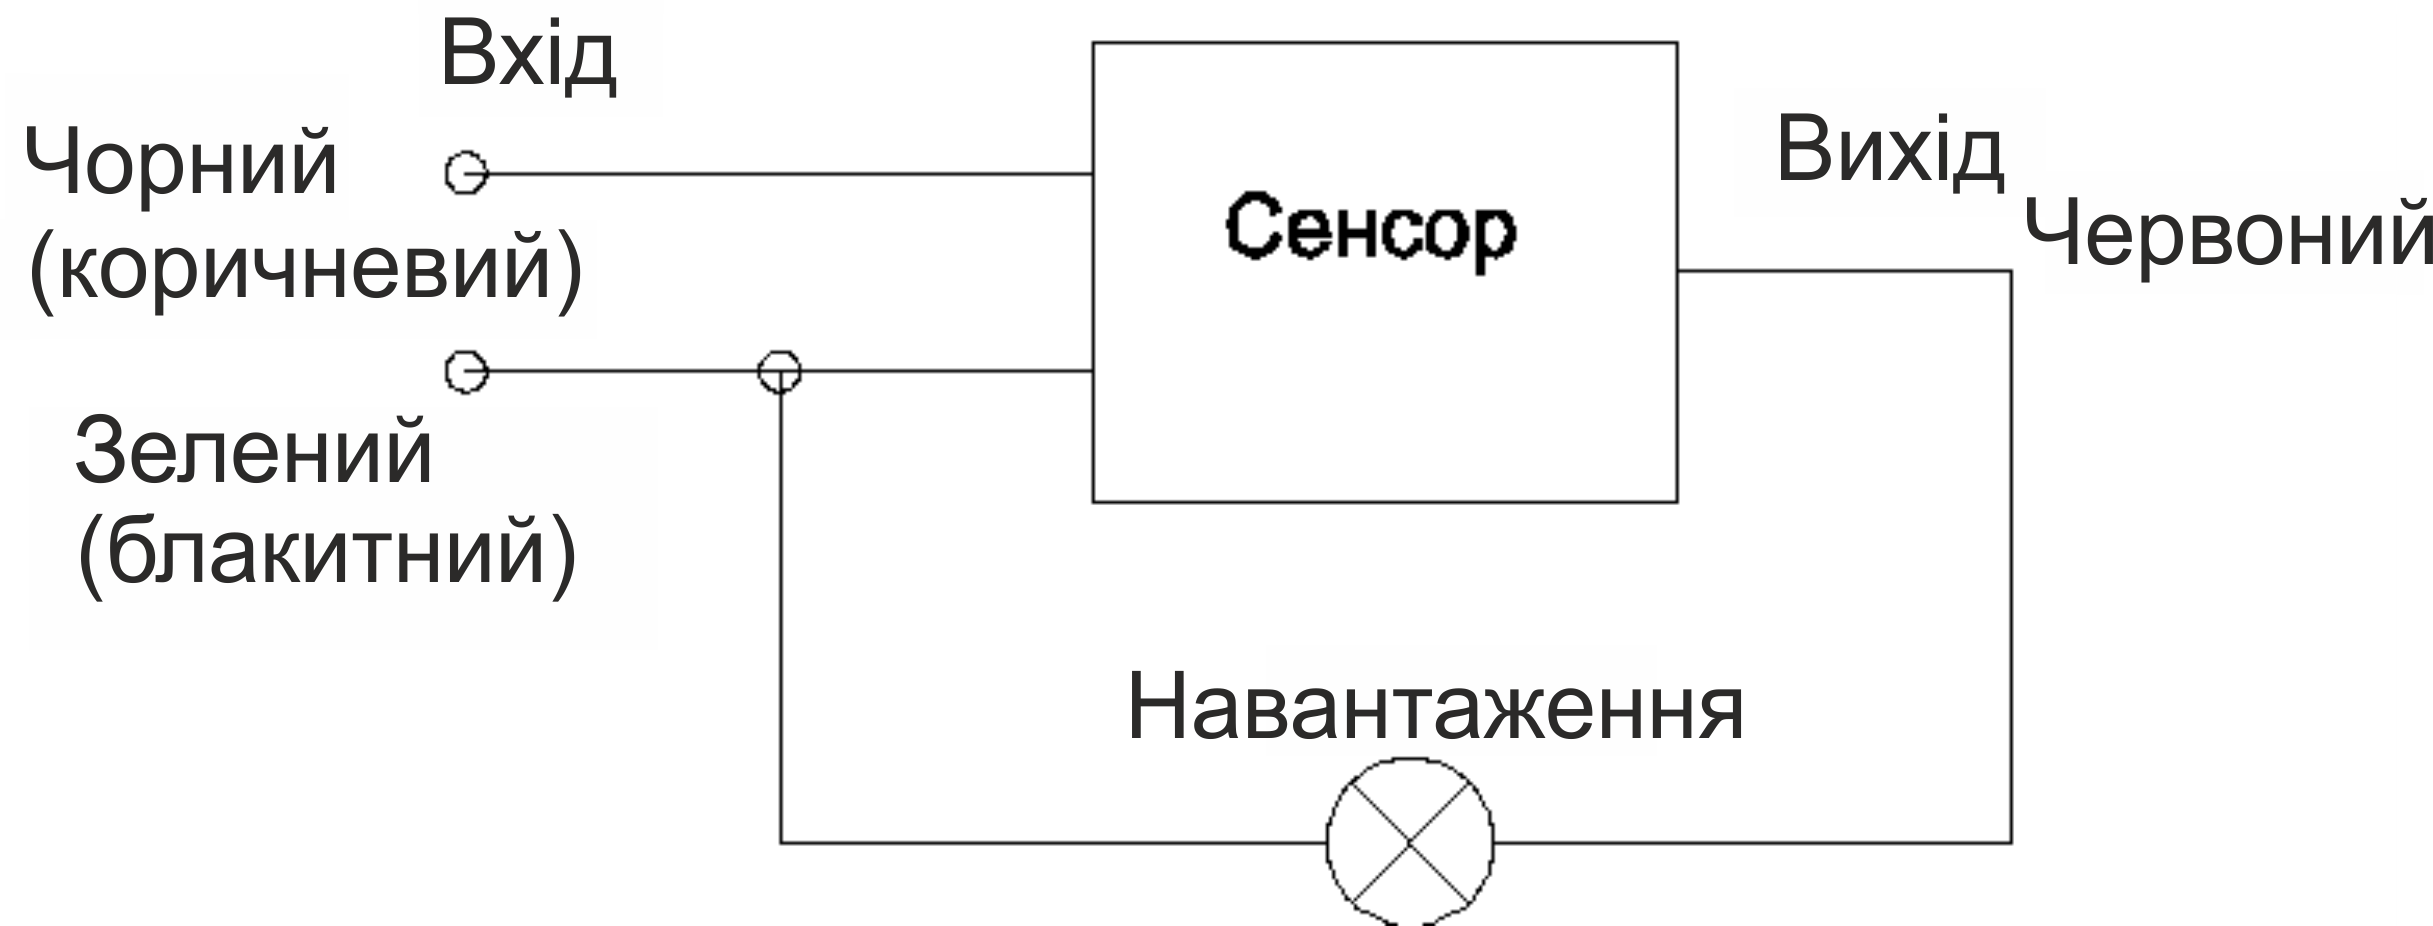 Вхід
Чорний
(коричневий)
Зелений
(блакитний)
Сенсор
Вихід
Червоний
Навантаження